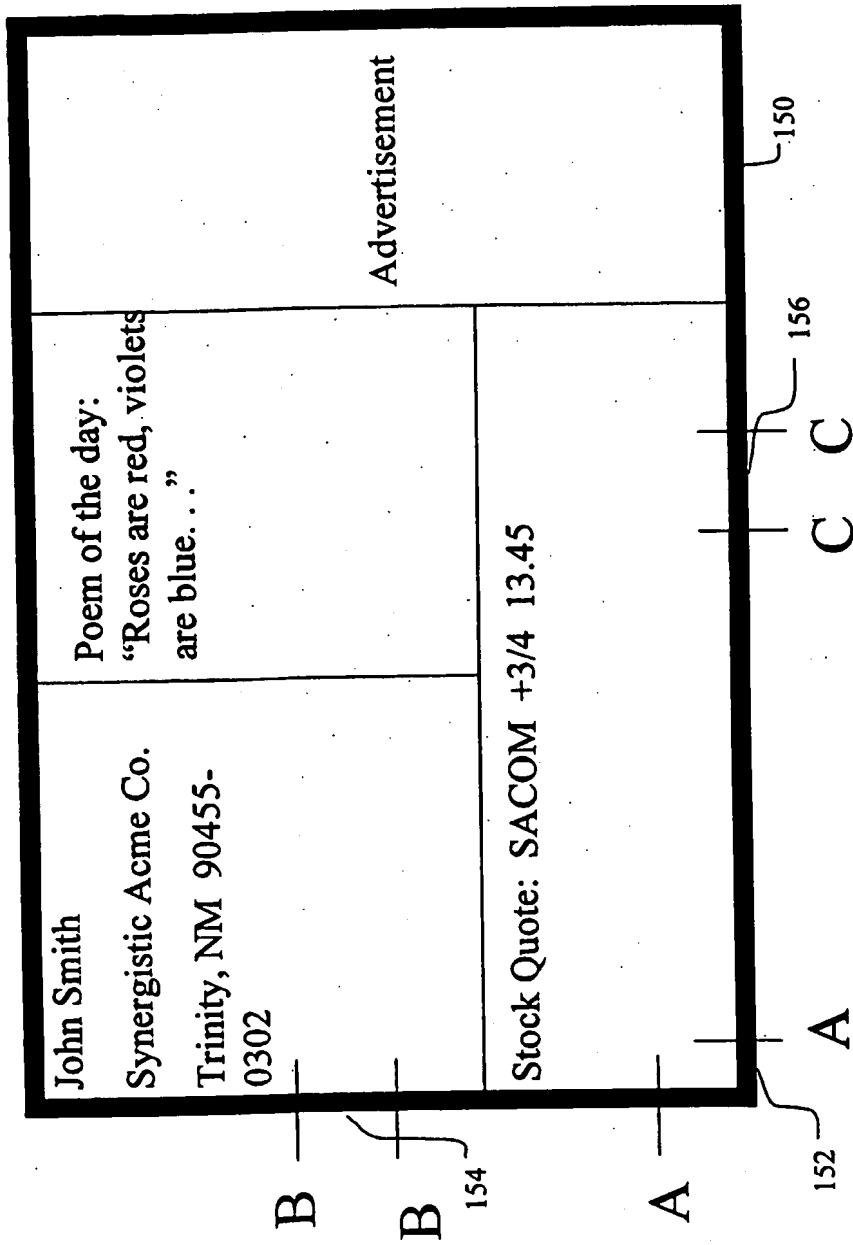 John Smith
Synergistic Acme Co.
Trinity, NM 90455-
0302
Poem of the day:
“Roses are red, violets
are blue. . .”
Advertisement
Stock Quote: SACOM +3/4 13.45
B
B
154
A
152
A
C
C
156
150